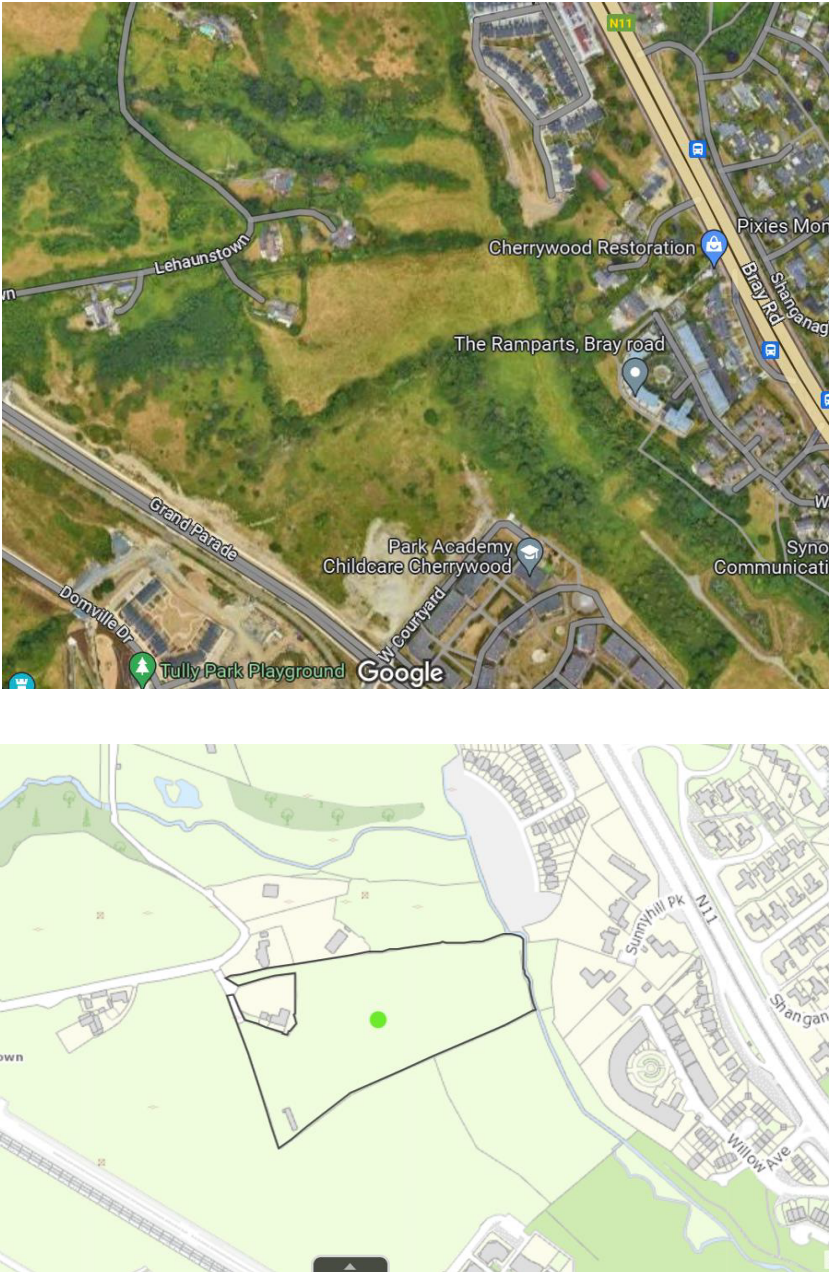 N11
Pixies Mon
Cherrywood Restoration
Lehaunstown
wn
Bray Rd
Shanganag
The Ramparts, Bray road
Grand Parade
Park Academy
Childcare Cherrywood
W
Syno
Communicati
Domville Dr
W Courtyard
Tully Park Playground
Google
Sunnyhill Pk
N11
Shangan
own
Willow Ave